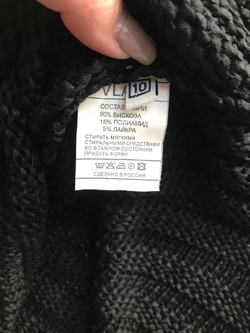 10
СОСТАВ
80% ВИСКОЗА
15% ПОЛИАМИД
5% ЛАЙКРА
СТИРАТЬ МЯГКИМИ
СТИРАЛЬНЫМИ СРЕДСТВАМИ
ВО ВЛАЖНОМ СОСТОЯНИИ
ПРИДАТЬ ФОРМУ
СДЕЛАНО В РОССИИ